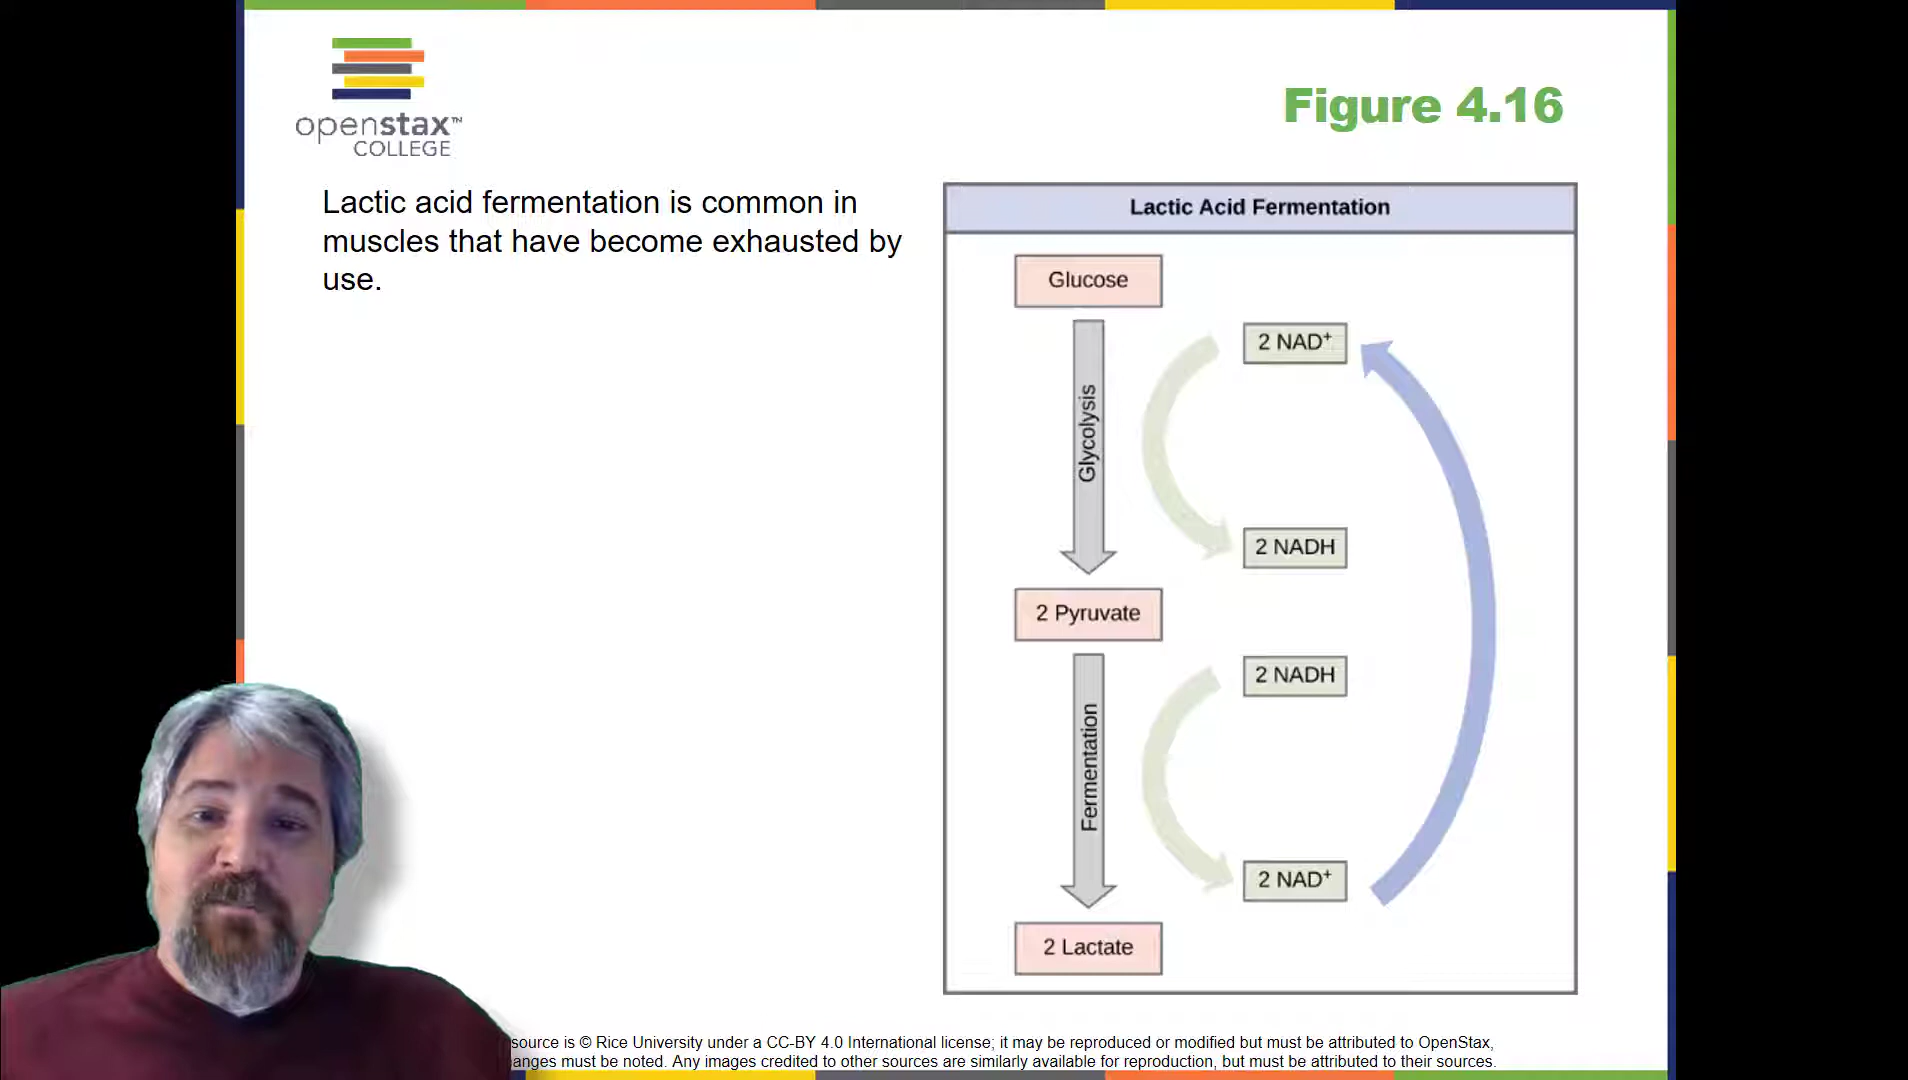 openstax™
COLLEGE
Figure 4.16
Lactic acid fermentation is common in
muscles that have become exhausted by
use.
Lactic Acid Fermentation
Glucose
2 NAD⁺
Glycolysis
2 NADH
2 Pyruvate
2 NADH
Fermentation
2 NAD⁺
2 Lactate
source is © Rice University under a CC-BY 4.0 International license; it may be reproduced or modified but must be attributed to OpenStax,
must be noted. Any images credited to other sources are similarly available for reproduction, but must be attributed to their sources.